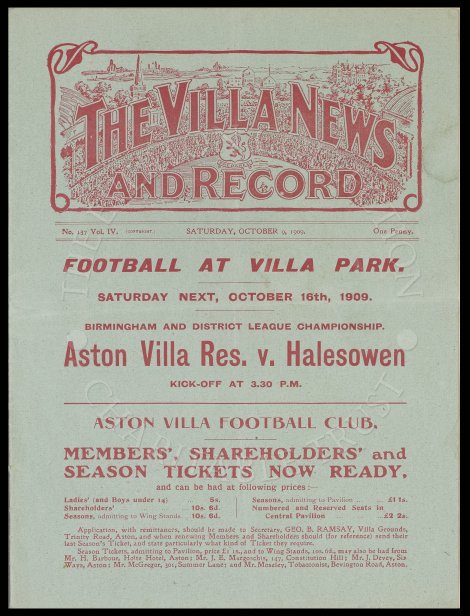 THE VILLA NEWS
AND RECORD
PREPARED
No. 187 Vol. IV. (COPYRIGHT.) SATURDAY, OCTOBER 9, 1909. One Penny.
FOOTBALL AT VILLA PARK.
SATURDAY NEXT, OCTOBER 16th, 1909.
BIRMINGHAM AND DISTRICT LEAGUE CHAMPIONSHIP.
Aston Villa Res. v. Halesowen
KICK-OFF AT 3.30 P.M.
ASTON VILLA FOOTBALL CLUB.
MEMBERS', SHAREHOLDERS' and
SEASON TICKETS NOW READY,
and can be had at following prices :—
Ladies' (and Boys under 14) ... 5s.
Shareholders' ... 10s. 6d.
Seasons, admitting to Wing Stands. 10s. 6d.
Seasons, admitting to Pavilion ... £1 1s.
Numbered and Reserved Seats in
Central Pavilion ... £2 2s.
Application, with remittances, should be made to Secretary, GEO. B. RAMSAY, Villa Grounds,
Trinity Road, Aston, and when renewing Members and Shareholders should (for reference) send their
last Season's Ticket, and state particularly what kind of Ticket they require.
Season Tickets, admitting to Pavilion, price £1 1s., and to Wing Stands, 10s. 6d., may also be had from
Mr. H. Barbour, Holte Hotel, Aston; Mr. J. E. Margoschis, 147, Constitution Hill; Mr. J. Devey, Six
Ways, Aston; Mr. McGregor, 301, Summer Lane; and Mr. Moseley, Tobacconist, Bevington Road, Aston.